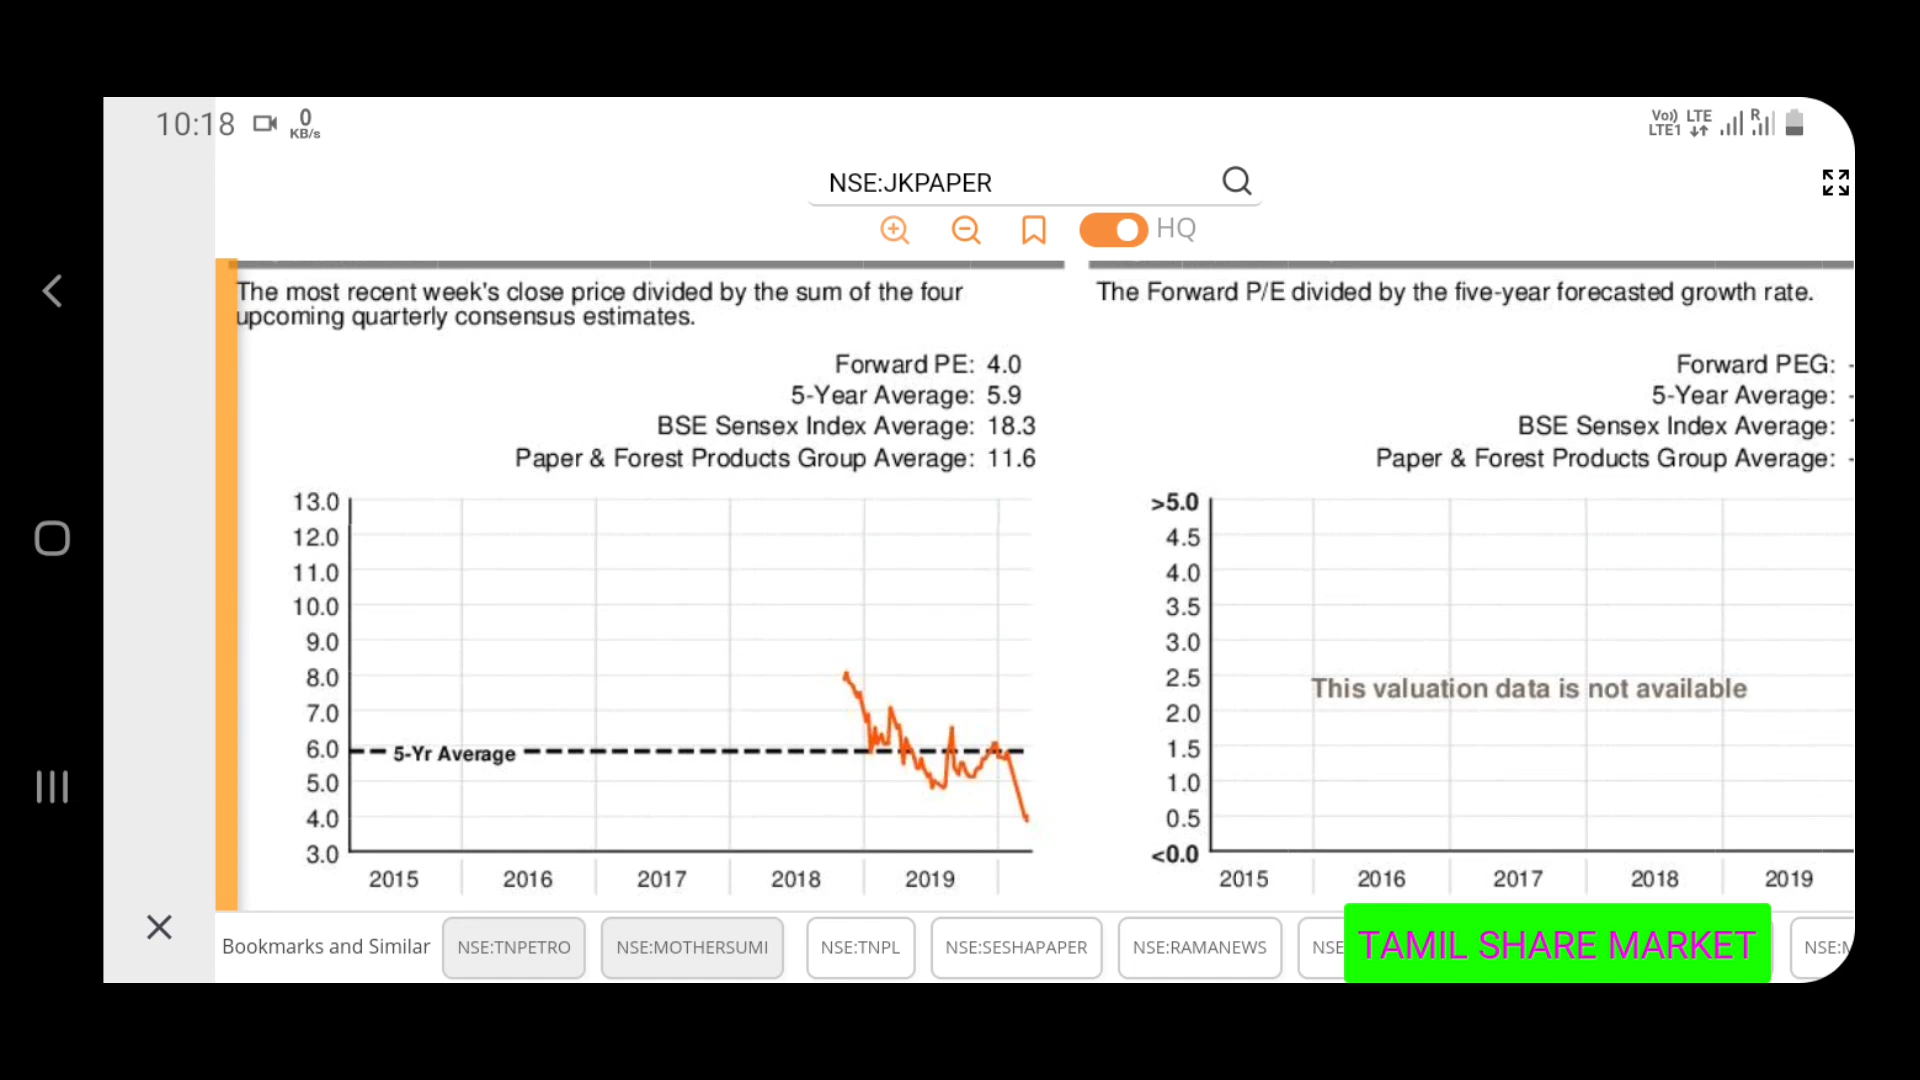 10:18
0
KB/s
Vo)) LTE
LTE1
R
NSE:JKPAPER
HQ
The most recent week's close price divided by the sum of the four
upcoming quarterly consensus estimates.
Forward PE: 4.0
5-Year Average: 5.9
BSE Sensex Index Average: 18.3
Paper & Forest Products Group Average: 11.6
13.0
12.0
11.0
10.0
9.0
8.0
7.0
6.0
5.0
4.0
3.0
5-Yr Average
2015 2016 2017 2018 2019
The Forward P/E divided by the five-year forecasted growth rate.
Forward PEG: -
5-Year Average: -
BSE Sensex Index Average:
Paper & Forest Products Group Average: -
>5.0
4.5
4.0
3.5
3.0
2.5
2.0
1.5
1.0
0.5
<0.0
This valuation data is not available
2015 2016 2017 2018 2019
Bookmarks and Similar NSE:TNPETRO NSE:MOTHERSUMI NSE:TNPL NSE:SESHAPAPER NSE:RAMANEWS NSE
TAMIL SHARE MARKET